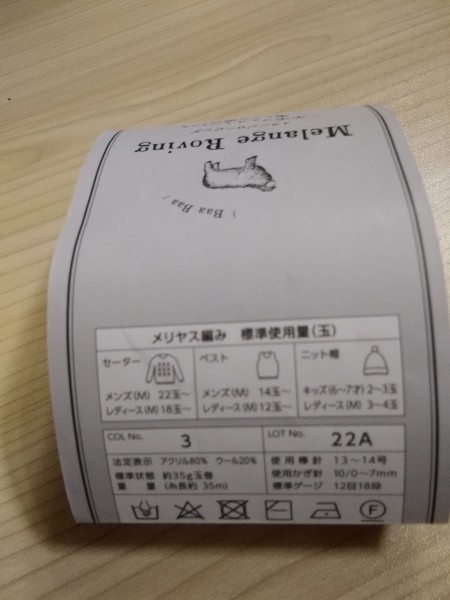 Melange Roving
\ Baa Baa /
メリヤス編み 標準使用量(玉)
セーター
メンズ(M) 22玉~
レディース(M) 18玉~
ベスト
メンズ(M) 14玉~
レディース(M) 12玉~
ニット帽
キッズ(6~7才) 2~3玉
レディース(M) 3~4玉
COL No. 3
LOT No. 22A
法定表示 アクリル80% ウール20%
標準状態 約35g玉巻
重量 (糸長約 35m)
使用棒針 13~14号
使用かぎ針 10/0~7mm
標準ゲージ 12目18段
F